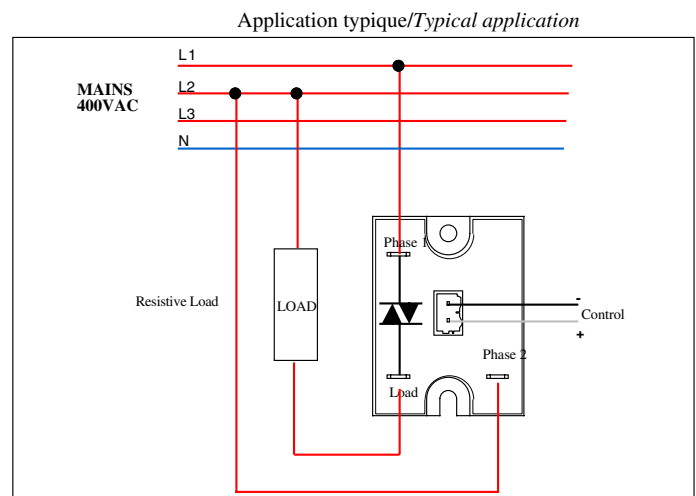 Application typique/Typical application
L1
MAINS
400VAC
L2
L3
N
Phase 1
Resistive Load
LOAD
-
Control
+
Phase 2
Load